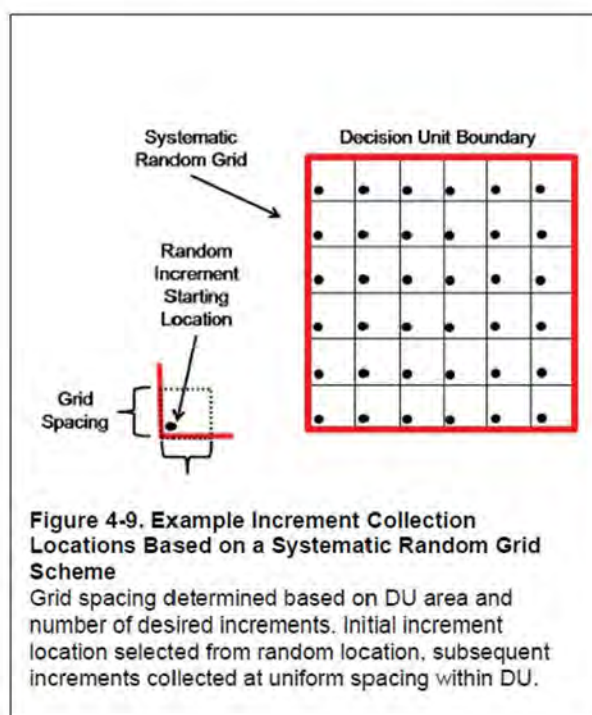 Systematic
Random Grid
Decision Unit Boundary
Random
Increment
Starting
Location
Grid
Spacing
Figure 4-9. Example Increment Collection
Locations Based on a Systematic Random Grid
Scheme
Grid spacing determined based on DU area and
number of desired increments. Initial increment
location selected from random location, subsequent
increments collected at uniform spacing within DU.